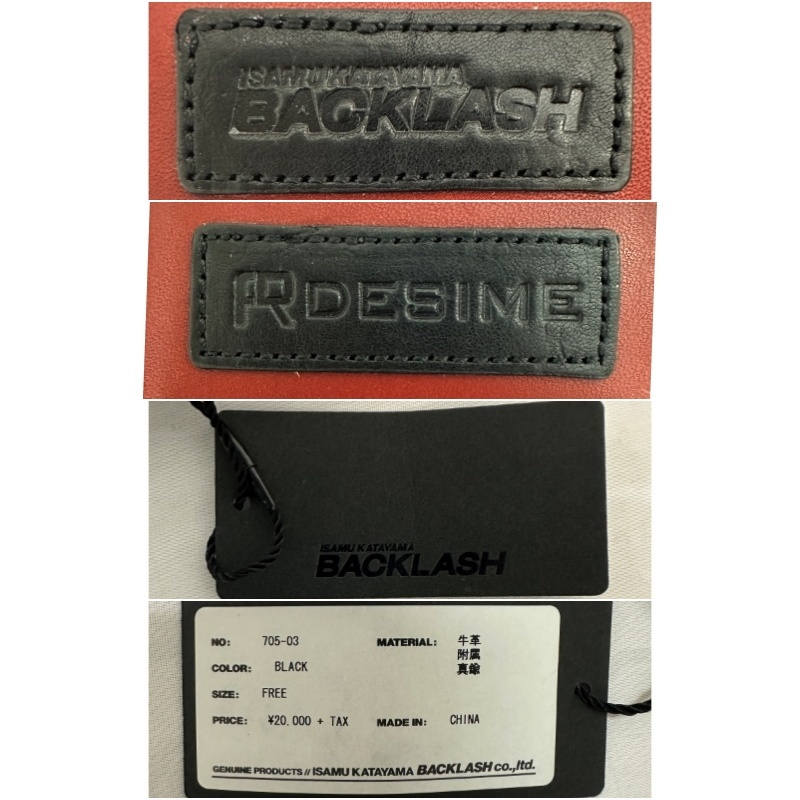 ISAMU KATAYAMA
BACKLASH
RDESIME
ISAMU KATAYAMA
BACKLASH
NO: 705-03
MATERIAL: 牛革
附属
真鍮
COLOR: BLACK
SIZE: FREE
PRICE: ¥20.000 + TAX
MADE IN: CHINA
GENUINE PRODUCTS // ISAMU KATAYAMA BACKLASH co.,ltd.